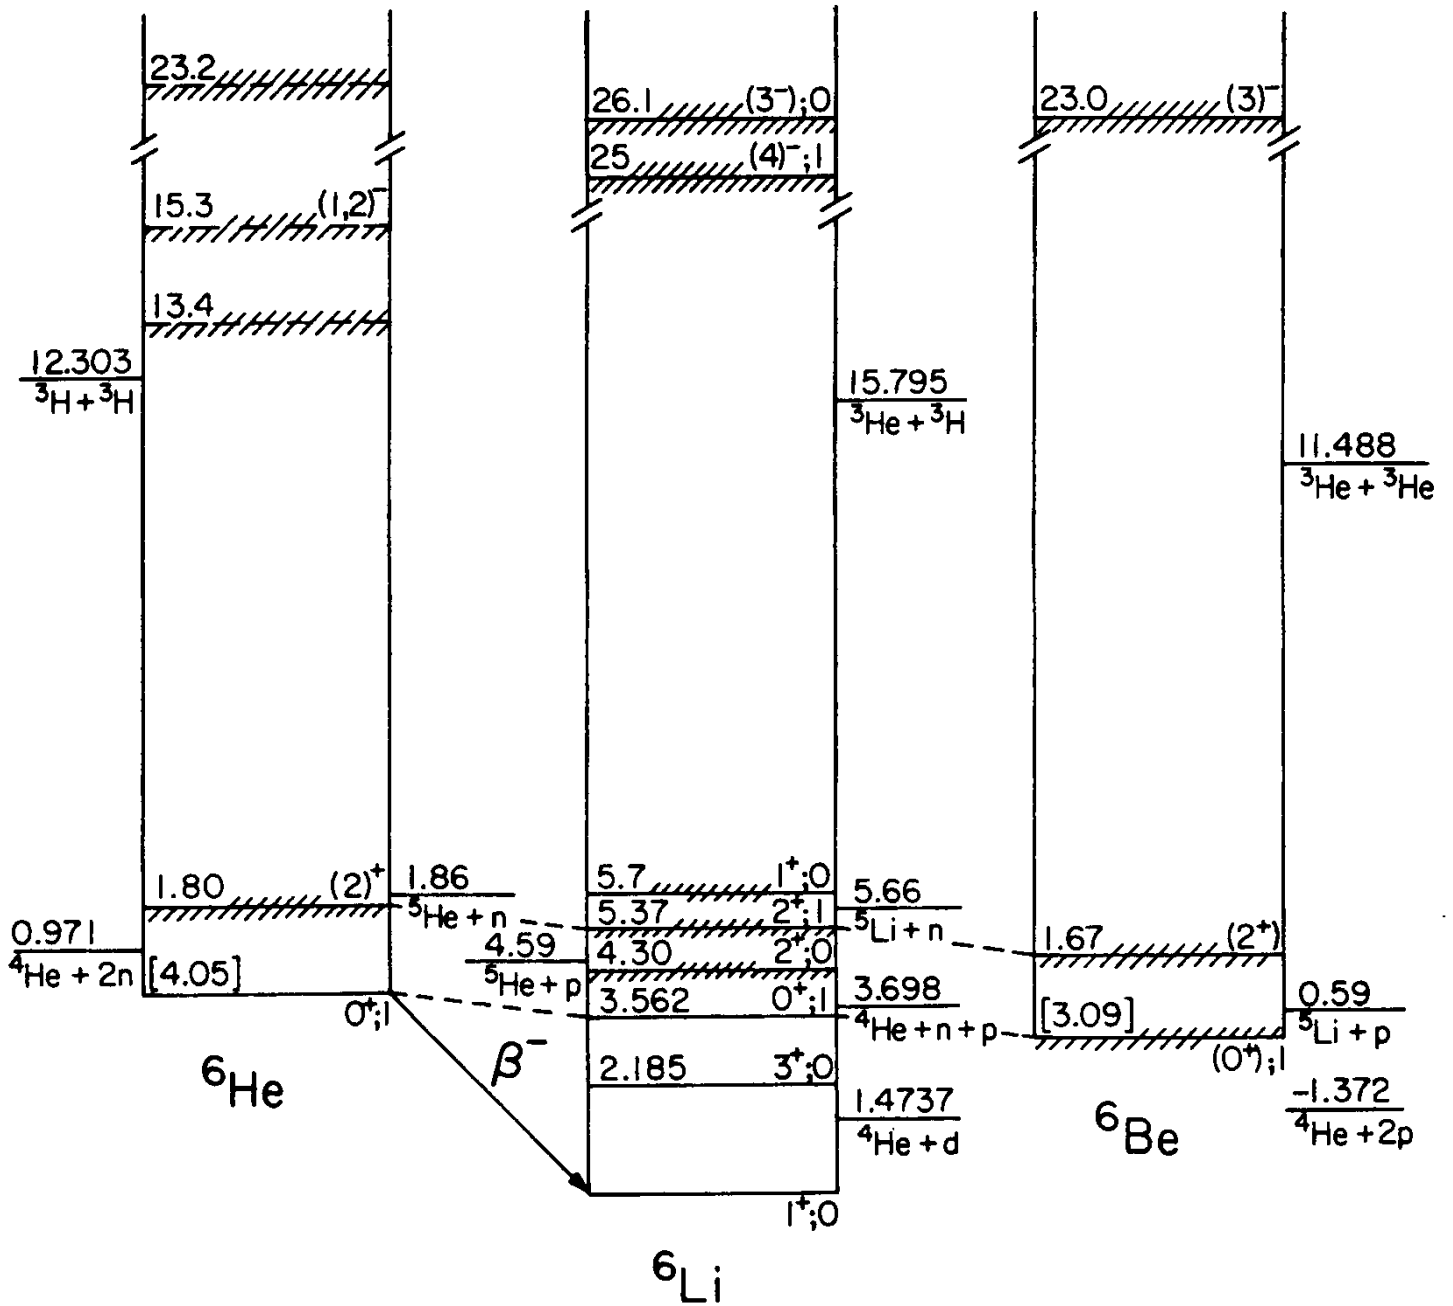 23.2
15.3 (1,2)⁻
13.4
12.303
³H + ³H
1.80 (2)⁺
1.86
⁵He + n
0.971
⁴He + 2n
[4.05]
0⁺;1
⁶He
β⁻
26.1 (3⁻);0
25 (4)⁻;1
15.795
³He + ³H
5.7 1⁺;0
5.66
⁵Li + n
5.37 2⁺;1
4.59
⁵He + p
4.30 2⁺;0
3.562 0⁺;1
3.698
⁴He + n + p
2.185 3⁺;0
1.4737
⁴He + d
1⁺;0
⁶Li
23.0 (3)⁻
11.488
³He + ³He
1.67 (2⁺)
[3.09]
(0⁺);1
0.59
⁵Li + p
-1.372
⁴He + 2p
⁶Be